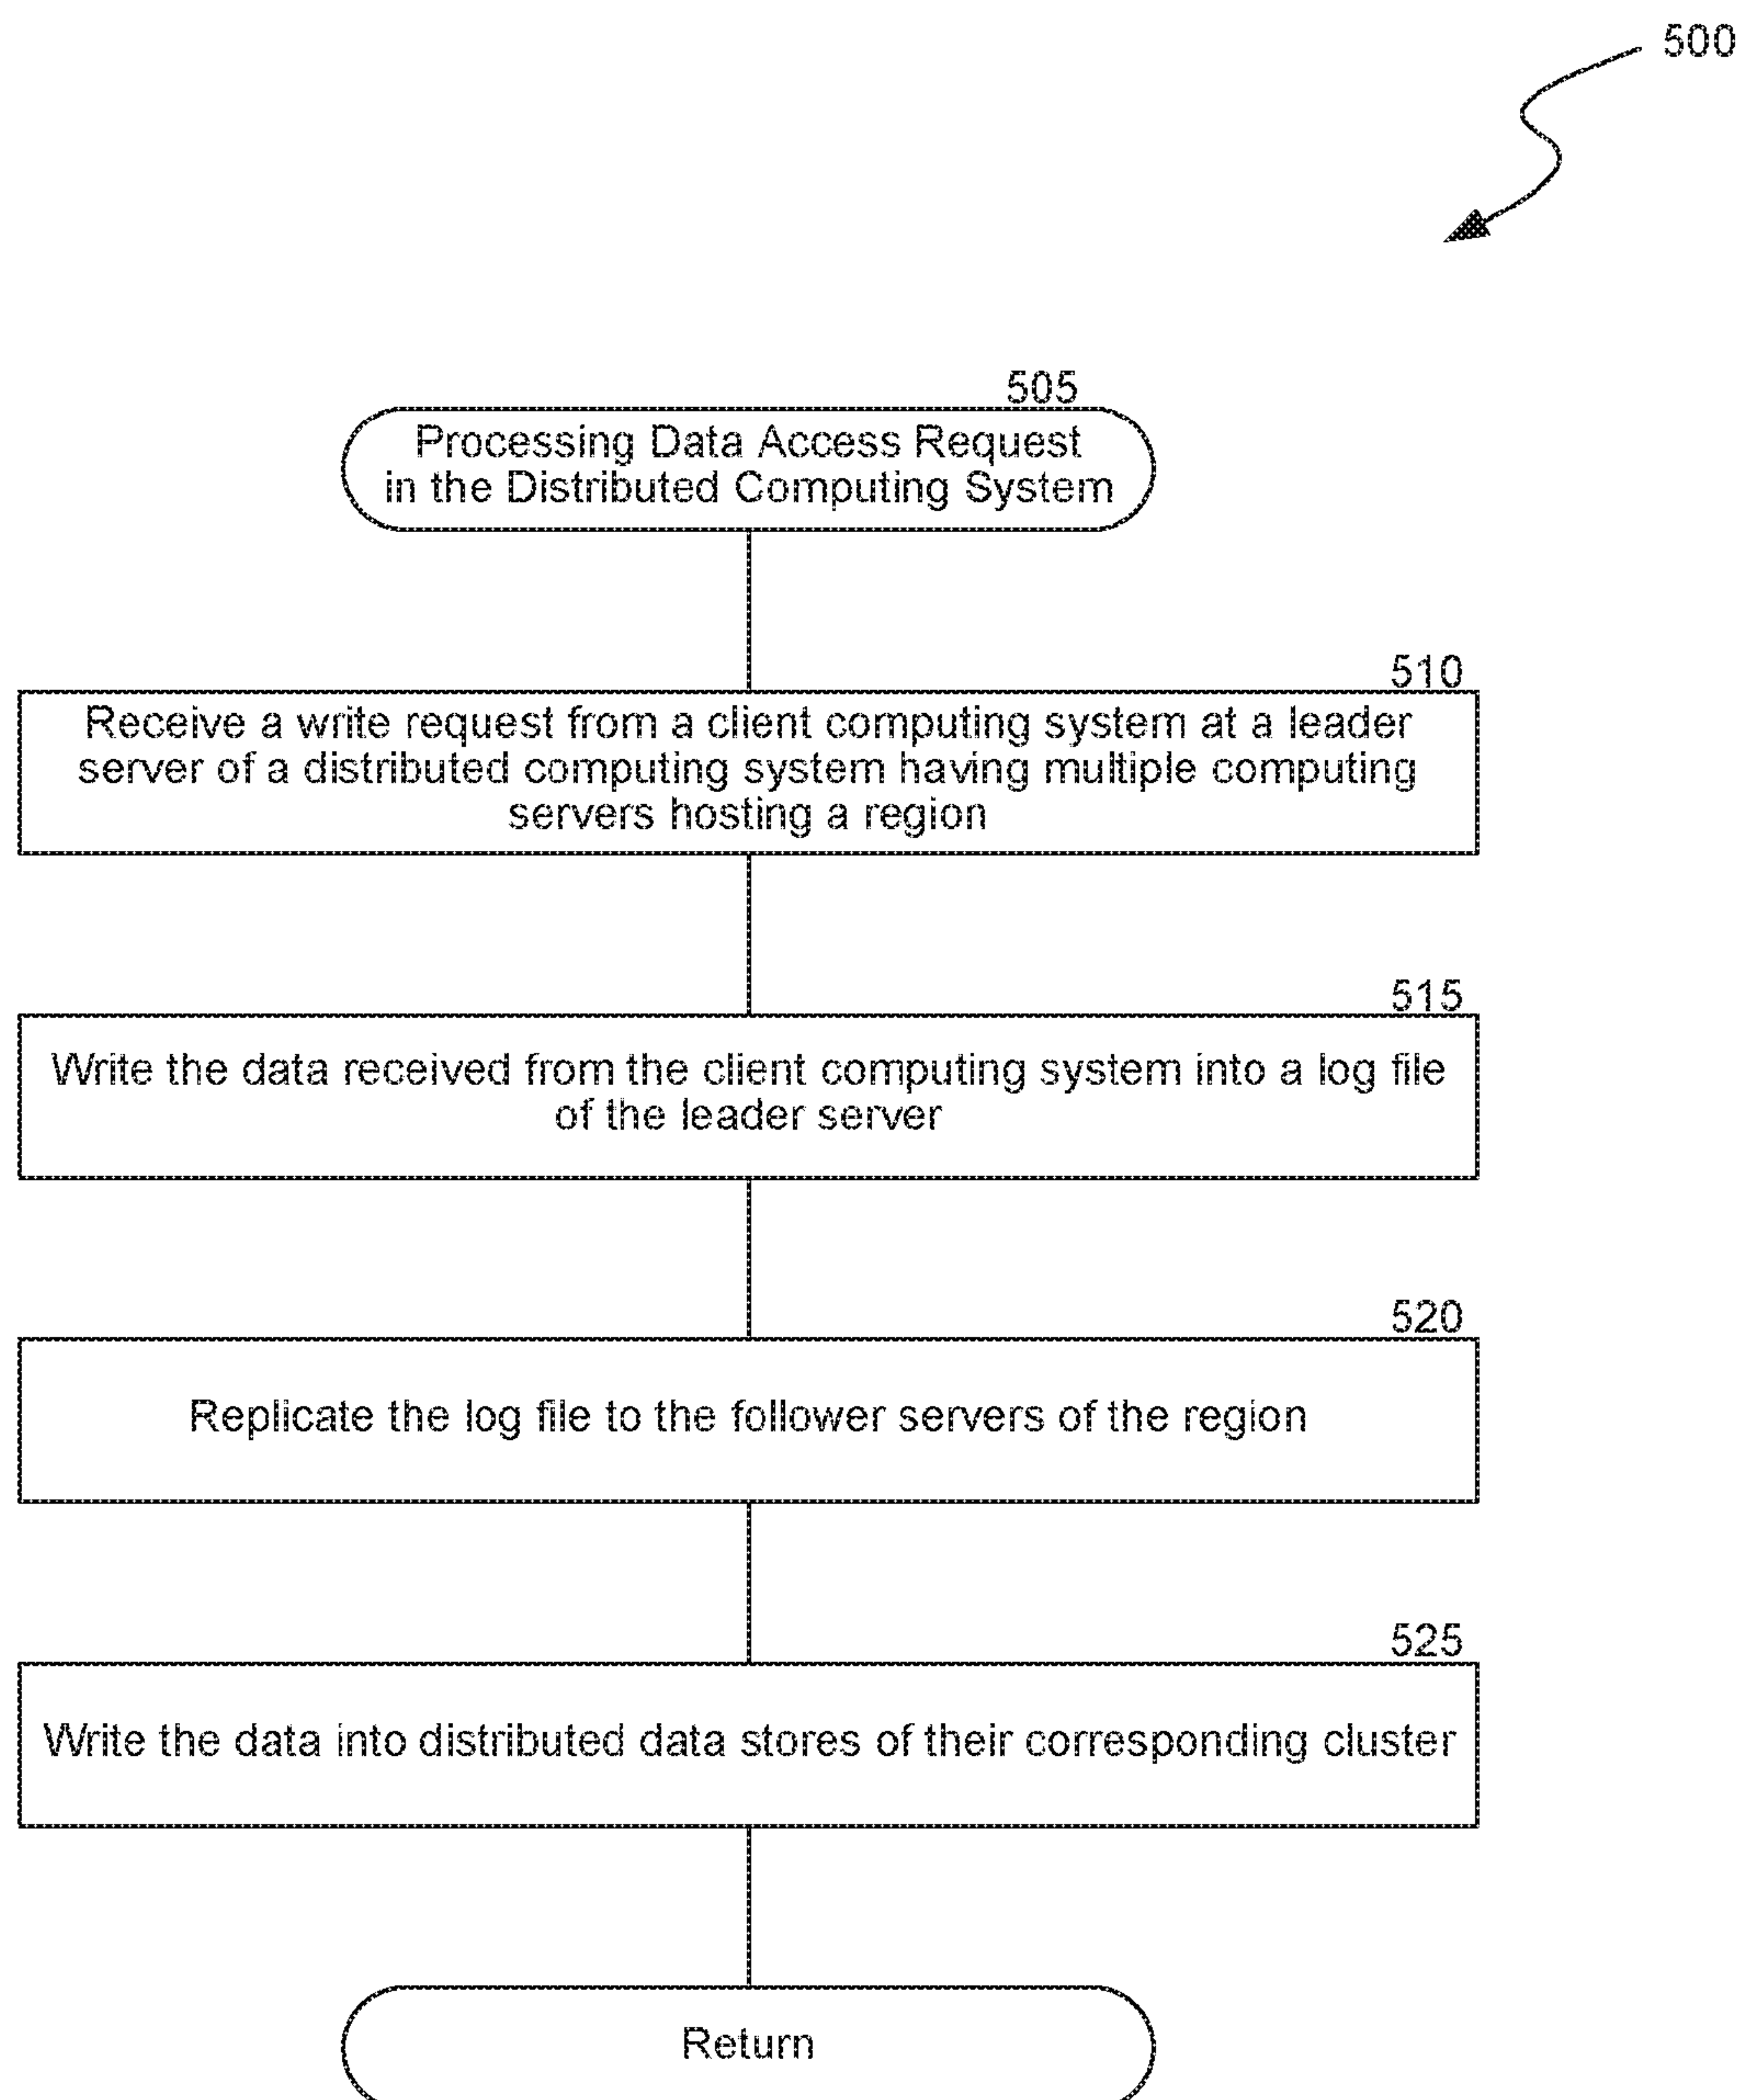 500
505
Processing Data Access Request
in the Distributed Computing System
510
Receive a write request from a client computing system at a leader
server of a distributed computing system having multiple computing
servers hosting a region
515
Write the data received from the client computing system into a log file
of the leader server
520
Replicate the log file to the follower servers of the region
525
Write the data into distributed data stores of their corresponding cluster
Return